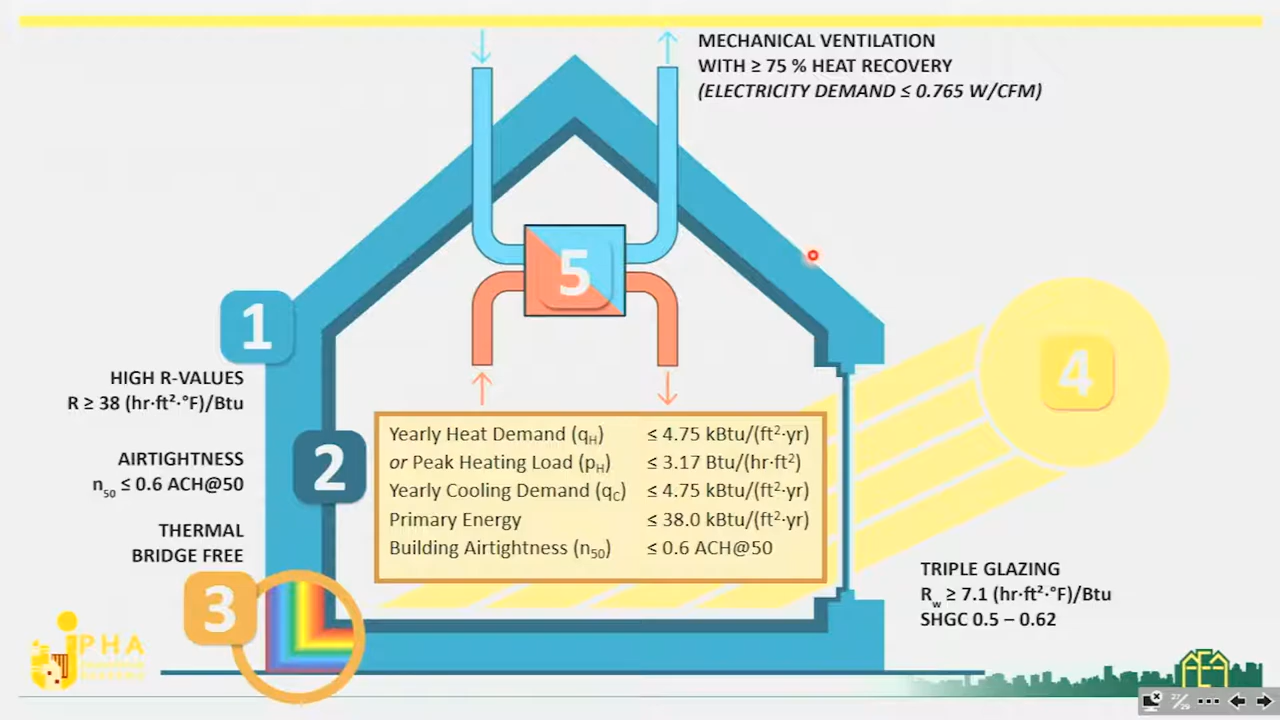 MECHANICAL VENTILATION
WITH ≥ 75 % HEAT RECOVERY
(ELECTRICITY DEMAND ≤ 0.765 W/CFM)
5
1
HIGH R-VALUES
R ≥ 38 (hr·ft²·°F)/Btu
4
2
AIRTIGHTNESS
n50 ≤ 0.6 ACH@50
THERMAL
BRIDGE FREE
3
Yearly Heat Demand (qH) ≤ 4.75 kBtu/(ft²·yr)
or Peak Heating Load (pH) ≤ 3.17 Btu/(hr·ft²)
Yearly Cooling Demand (qC) ≤ 4.75 kBtu/(ft²·yr)
Primary Energy ≤ 38.0 kBtu/(ft²·yr)
Building Airtightness (n50) ≤ 0.6 ACH@50
TRIPLE GLAZING
Rw ≥ 7.1 (hr·ft²·°F)/Btu
SHGC 0.5 – 0.62
PHA
AEA
27/29